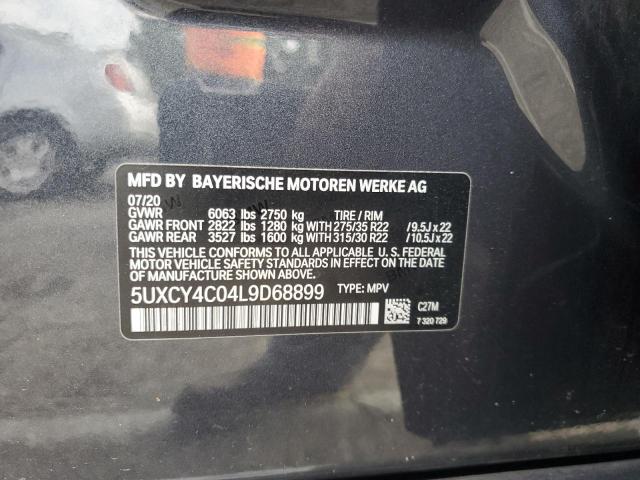 MFD BY BAYERISCHE MOTOREN WERKE AG
07/20
GVWR 6063 lbs 2750 kg TIRE / RIM
GAWR FRONT 2822 lbs 1280 kg WITH 275/35 R22 /9.5J x 22
GAWR REAR 3527 lbs 1600 kg WITH 315/30 R22 /10.5J x 22
THIS VEHICLE CONFORMS TO ALL APPLICABLE U. S. FEDERAL
MOTOR VEHICLE SAFETY STANDARDS IN EFFECT ON THE DATE
OF MANUFACTURE SHOWN ABOVE.
5UXCY4C04L9D68899 TYPE: MPV
C27M
7 320 729